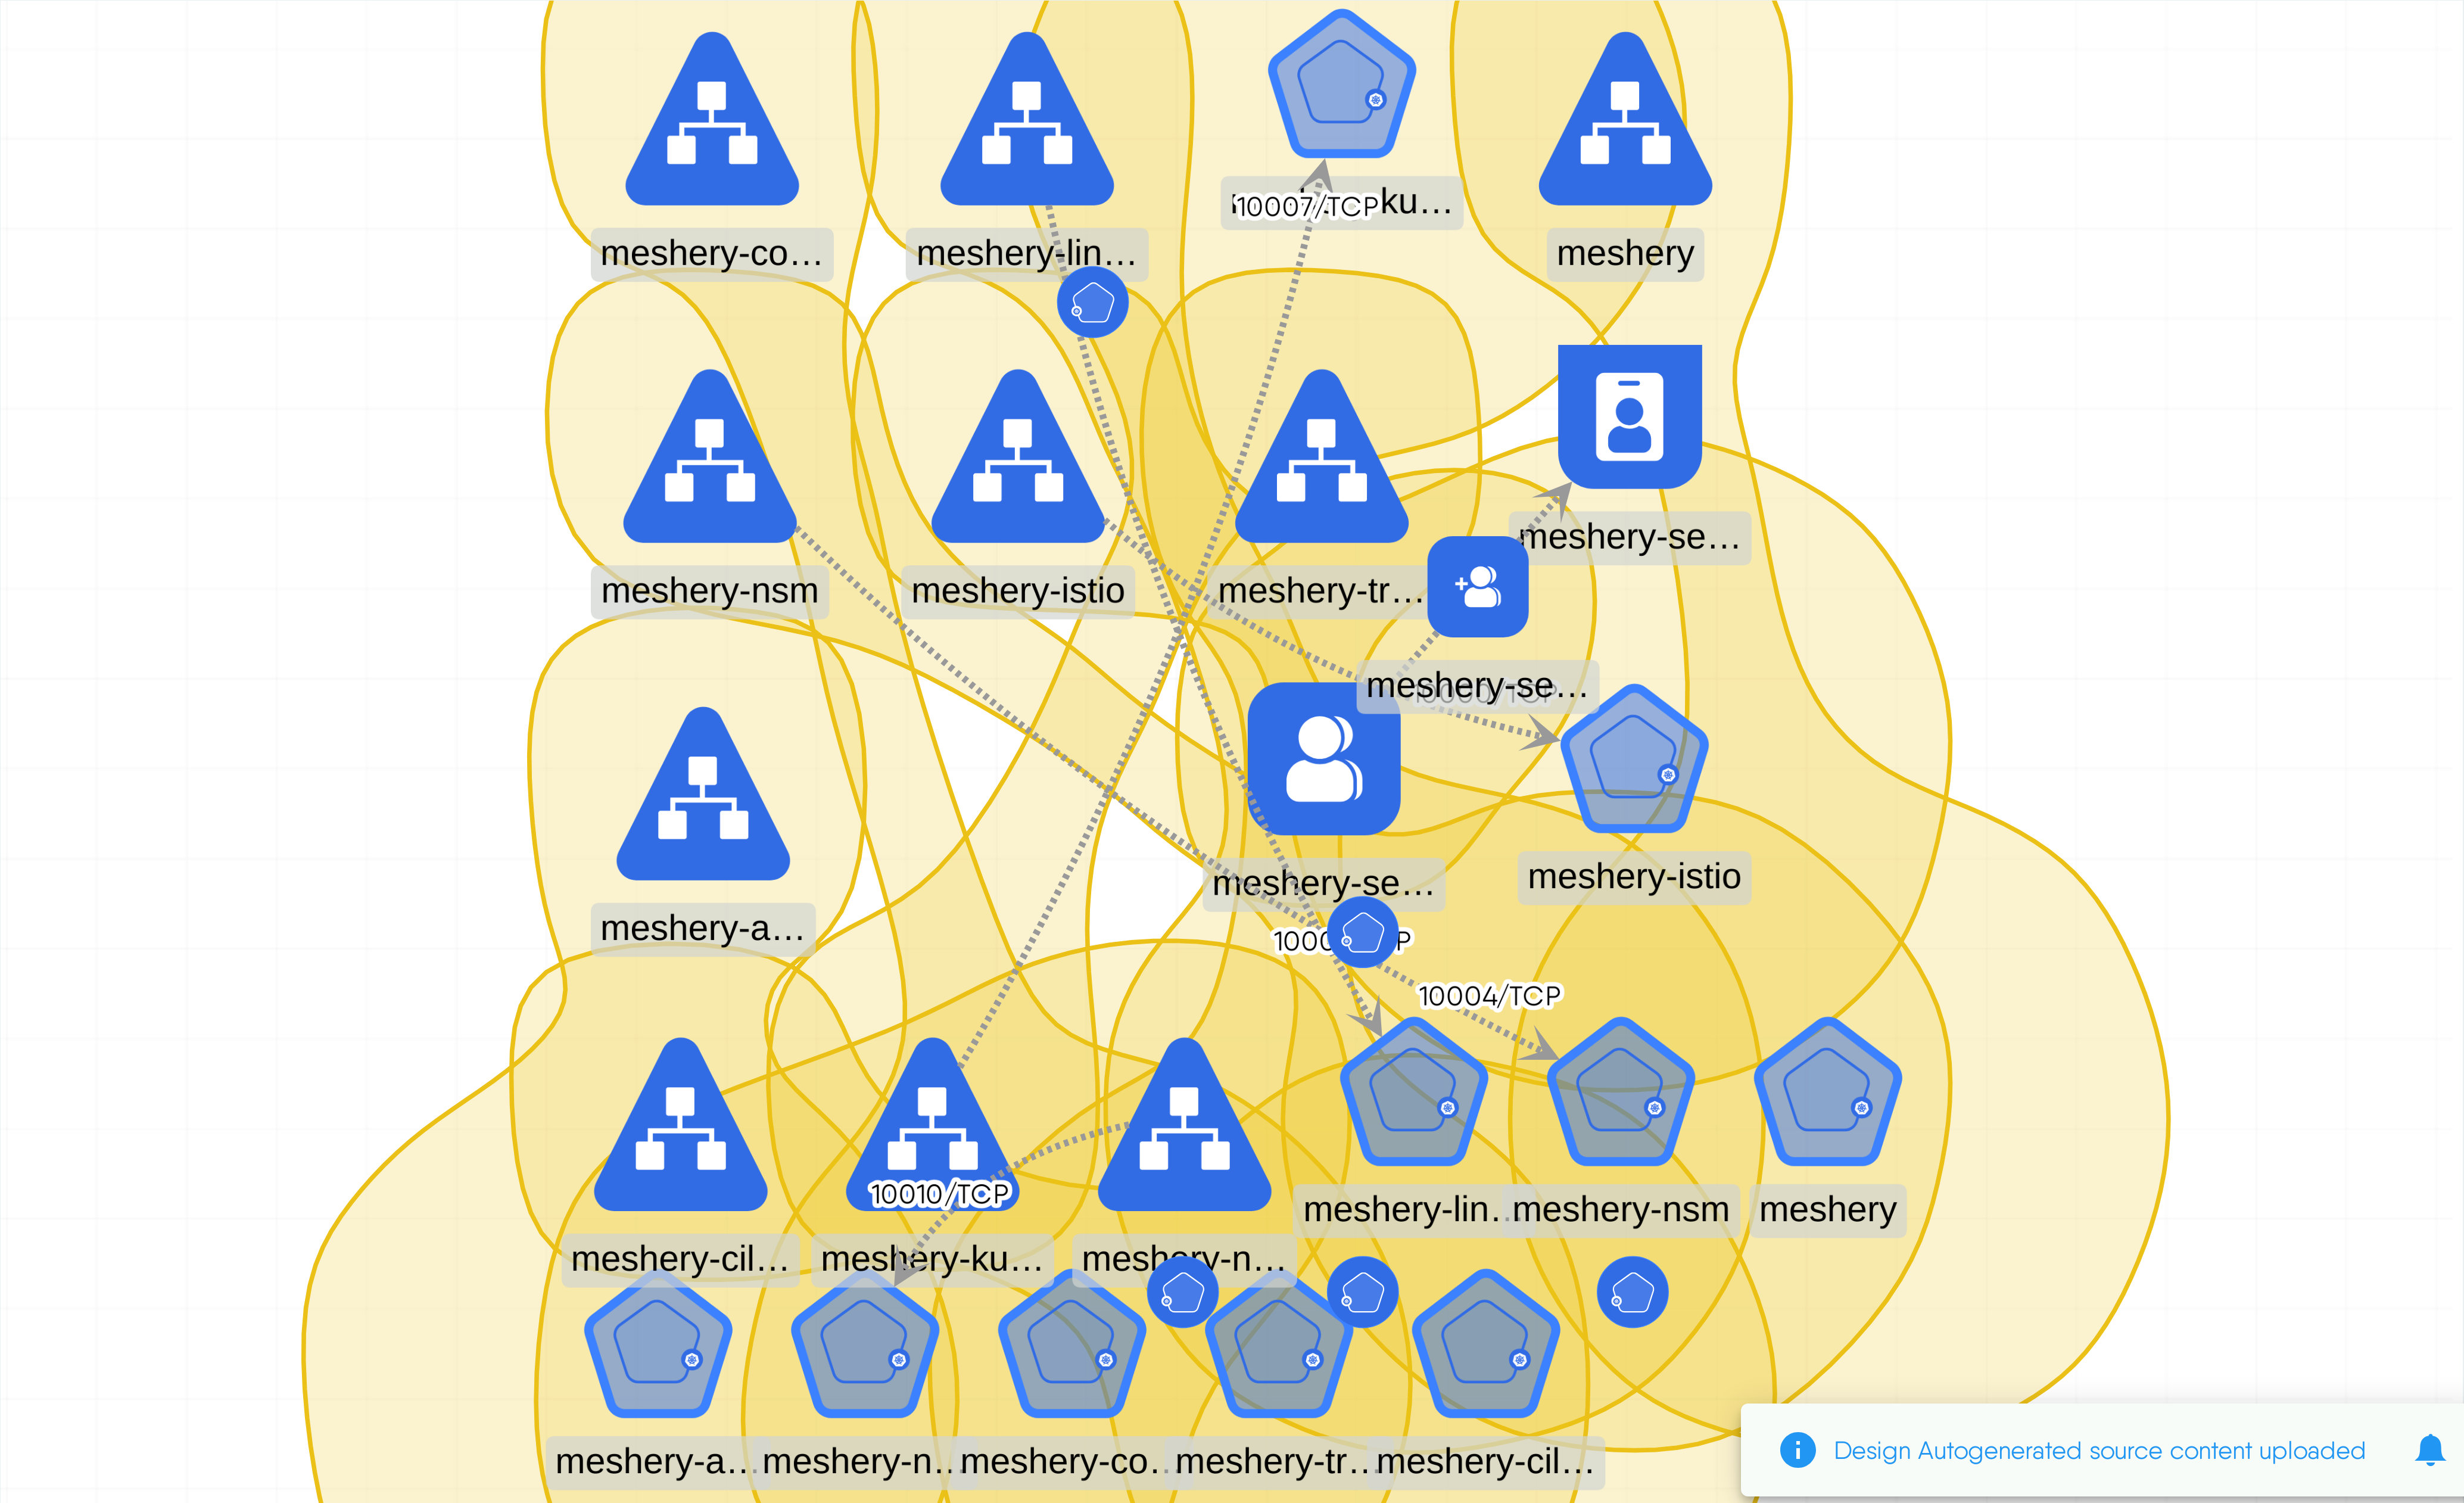 meshery-co…
meshery-lin…
ku…
10007/TCP
meshery
meshery-nsm
meshery-istio
meshery-tr…
meshery-se…
meshery-se…
meshery-a…
meshery-se…
meshery-istio
10004/TCP
10010/TCP
meshery-cil…
meshery-ku…
meshery-n…
meshery-lin…
meshery-nsm
meshery
meshery-a…
meshery-n…
meshery-co…
meshery-tr…
meshery-cil…
Design Autogenerated source content uploaded